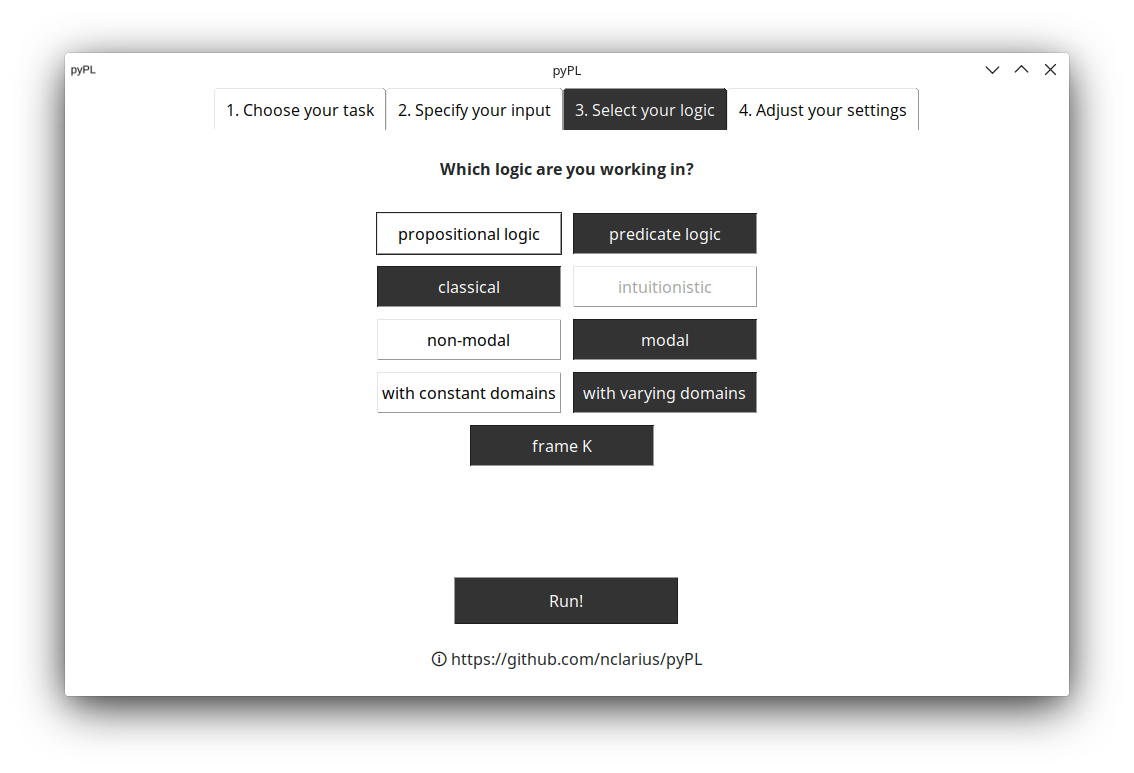 pyPL pyPL
1. Choose your task 2. Specify your input 3. Select your logic 4. Adjust your settings
Which logic are you working in?
propositional logic predicate logic
classical intuitionistic
non-modal modal
with constant domains with varying domains
frame K
Run!
https://github.com/nclarius/pyPL